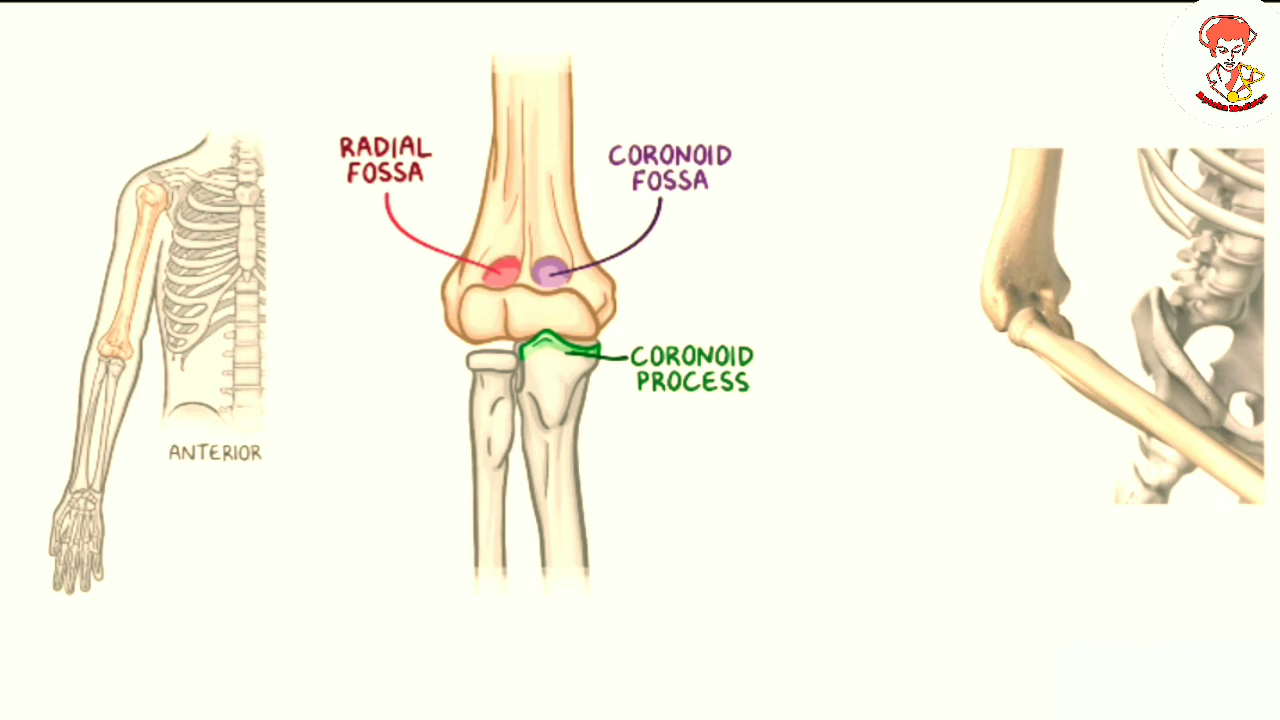 RADIAL
FOSSA
CORONOID
FOSSA
CORONOID
PROCESS
ANTERIOR